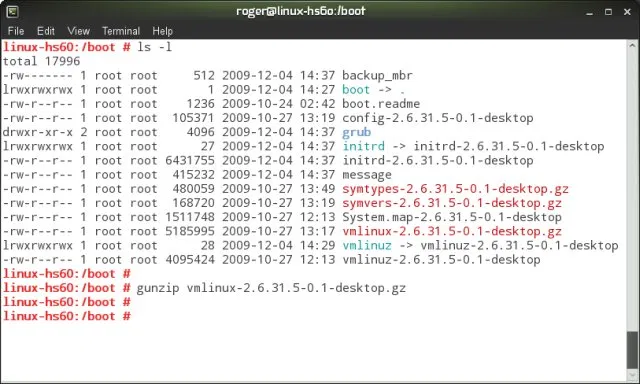 roger@linux-hs60:/boot
File Edit View Terminal Help
linux-hs60:/boot # ls -l
total 17996
-rw------- 1 root root     512 2009-12-04 14:37 backup_mbr
lrwxrwxrwx 1 root root       1 2009-12-04 14:27 boot -> .
-rw-r--r-- 1 root root    1236 2009-10-24 02:42 boot.readme
-rw-r--r-- 1 root root  105371 2009-10-27 13:19 config-2.6.31.5-0.1-desktop
drwxr-xr-x 2 root root    4096 2009-12-04 14:37 grub
lrwxrwxrwx 1 root root      27 2009-12-04 14:37 initrd -> initrd-2.6.31.5-0.1-desktop
-rw-r--r-- 1 root root 6431755 2009-12-04 14:37 initrd-2.6.31.5-0.1-desktop
-rw-r--r-- 1 root root  415232 2009-12-04 14:37 message
-rw-r--r-- 1 root root  480059 2009-10-27 13:49 symtypes-2.6.31.5-0.1-desktop.gz
-rw-r--r-- 1 root root  168720 2009-10-27 13:19 symvers-2.6.31.5-0.1-desktop.gz
-rw-r--r-- 1 root root 1511748 2009-10-27 12:13 System.map-2.6.31.5-0.1-desktop
-rw-r--r-- 1 root root 5185995 2009-10-27 13:17 vmlinux-2.6.31.5-0.1-desktop.gz
lrwxrwxrwx 1 root root      28 2009-12-04 14:29 vmlinuz -> vmlinuz-2.6.31.5-0.1-desktop
-rw-r--r-- 1 root root 4095424 2009-10-27 12:13 vmlinuz-2.6.31.5-0.1-desktop
linux-hs60:/boot #
linux-hs60:/boot # gunzip vmlinux-2.6.31.5-0.1-desktop.gz
linux-hs60:/boot #
linux-hs60:/boot #